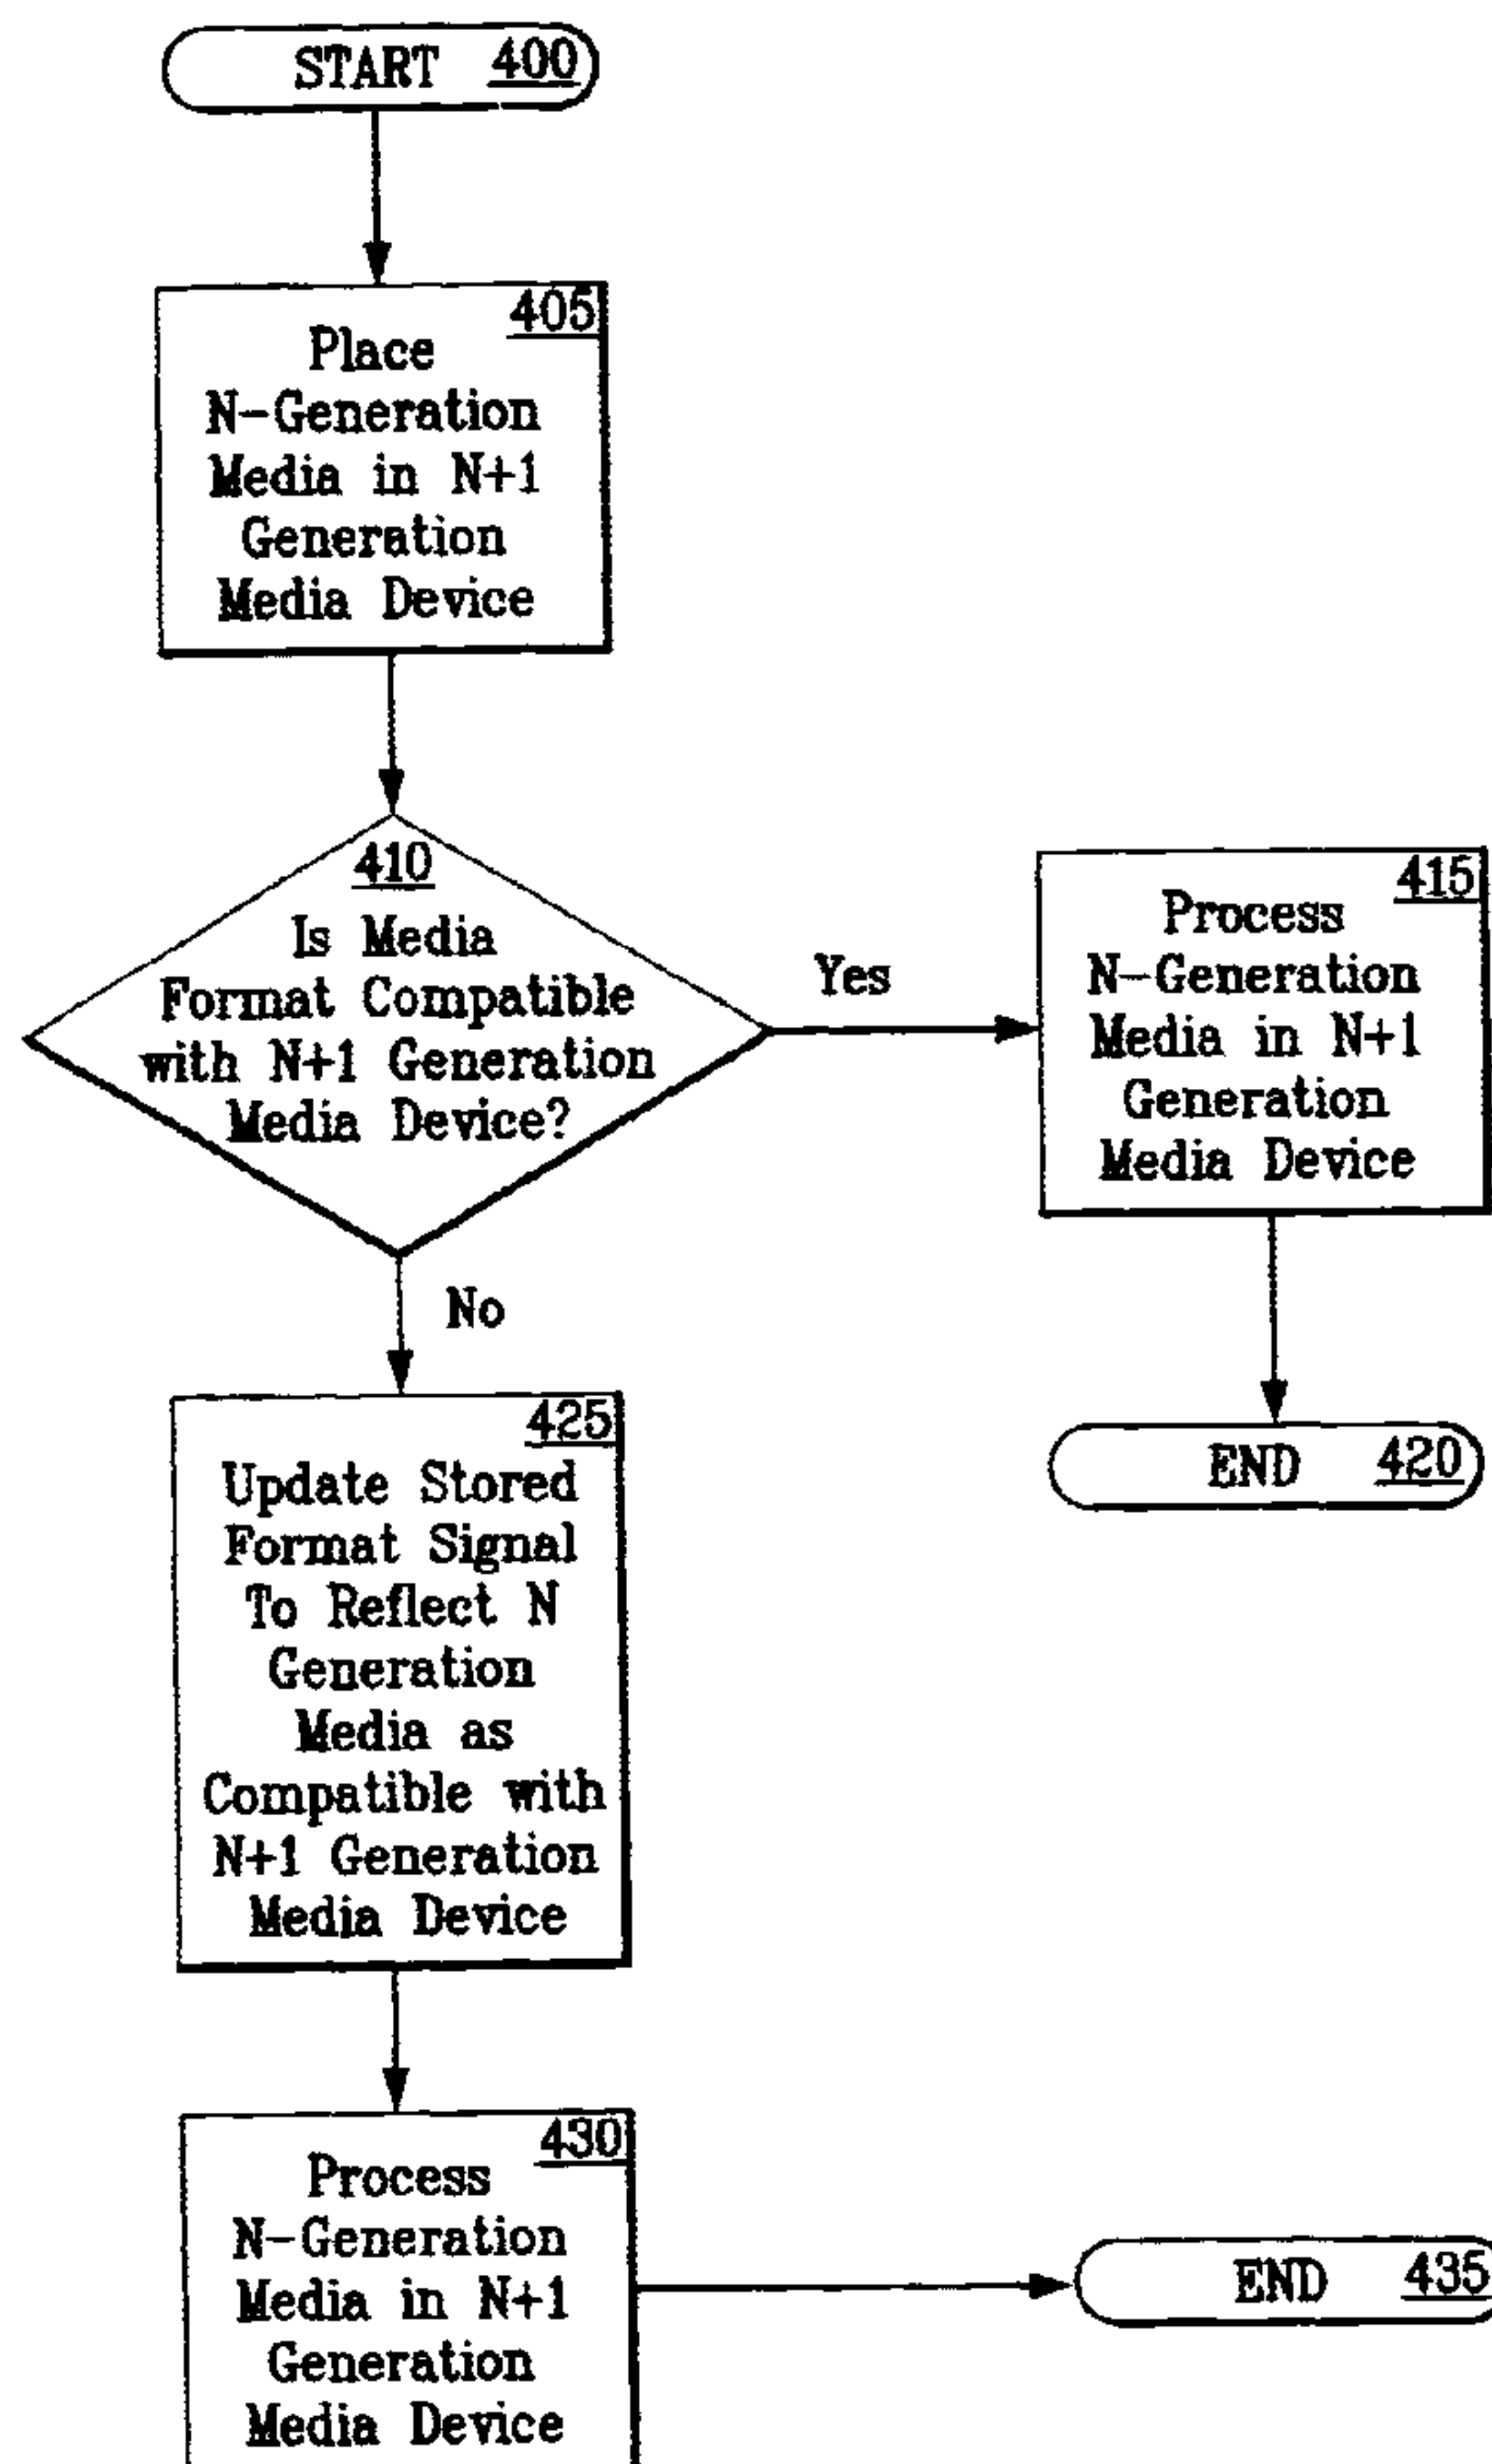 START 400
405
Place
N-Generation
Media in N+1
Generation
Media Device
410
Is Media
Format Compatible
with N+1 Generation
Media Device?
Yes
415
Process
N-Generation
Media in N+1
Generation
Media Device
END 420
No
425
Update Stored
Format Signal
To Reflect N
Generation
Media as
Compatible with
N+1 Generation
Media Device
430
Process
N-Generation
Media in N+1
Generation
Media Device
END 435